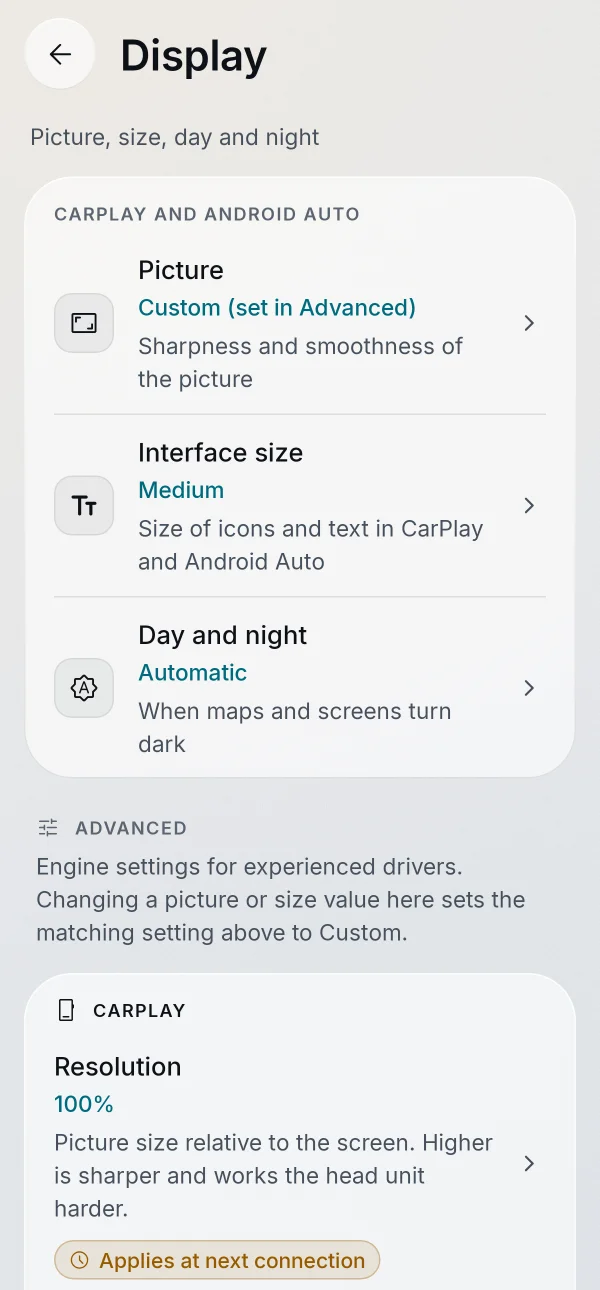 Display
Picture, size, day and night
CARPLAY AND ANDROID AUTO
Picture
Custom (set in Advanced)
Sharpness and smoothness of
the picture
Interface size
Medium
Size of icons and text in CarPlay
and Android Auto
Day and night
Automatic
When maps and screens turn
dark
ADVANCED
Engine settings for experienced drivers.
Changing a picture or size value here sets the
matching setting above to Custom.
CARPLAY
Resolution
100%
Picture size relative to the screen. Higher
is sharper and works the head unit
harder.
Applies at next connection